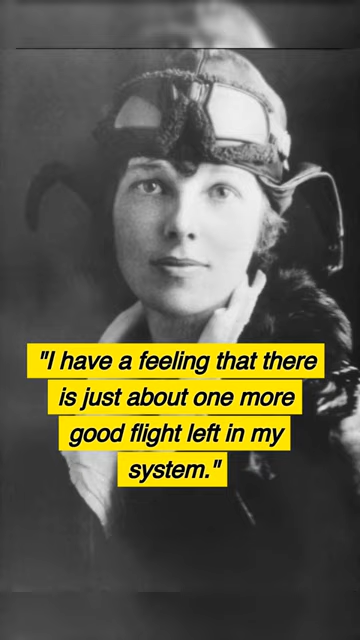 "I have a feeling that there
is just about one more
good flight left in my
system."